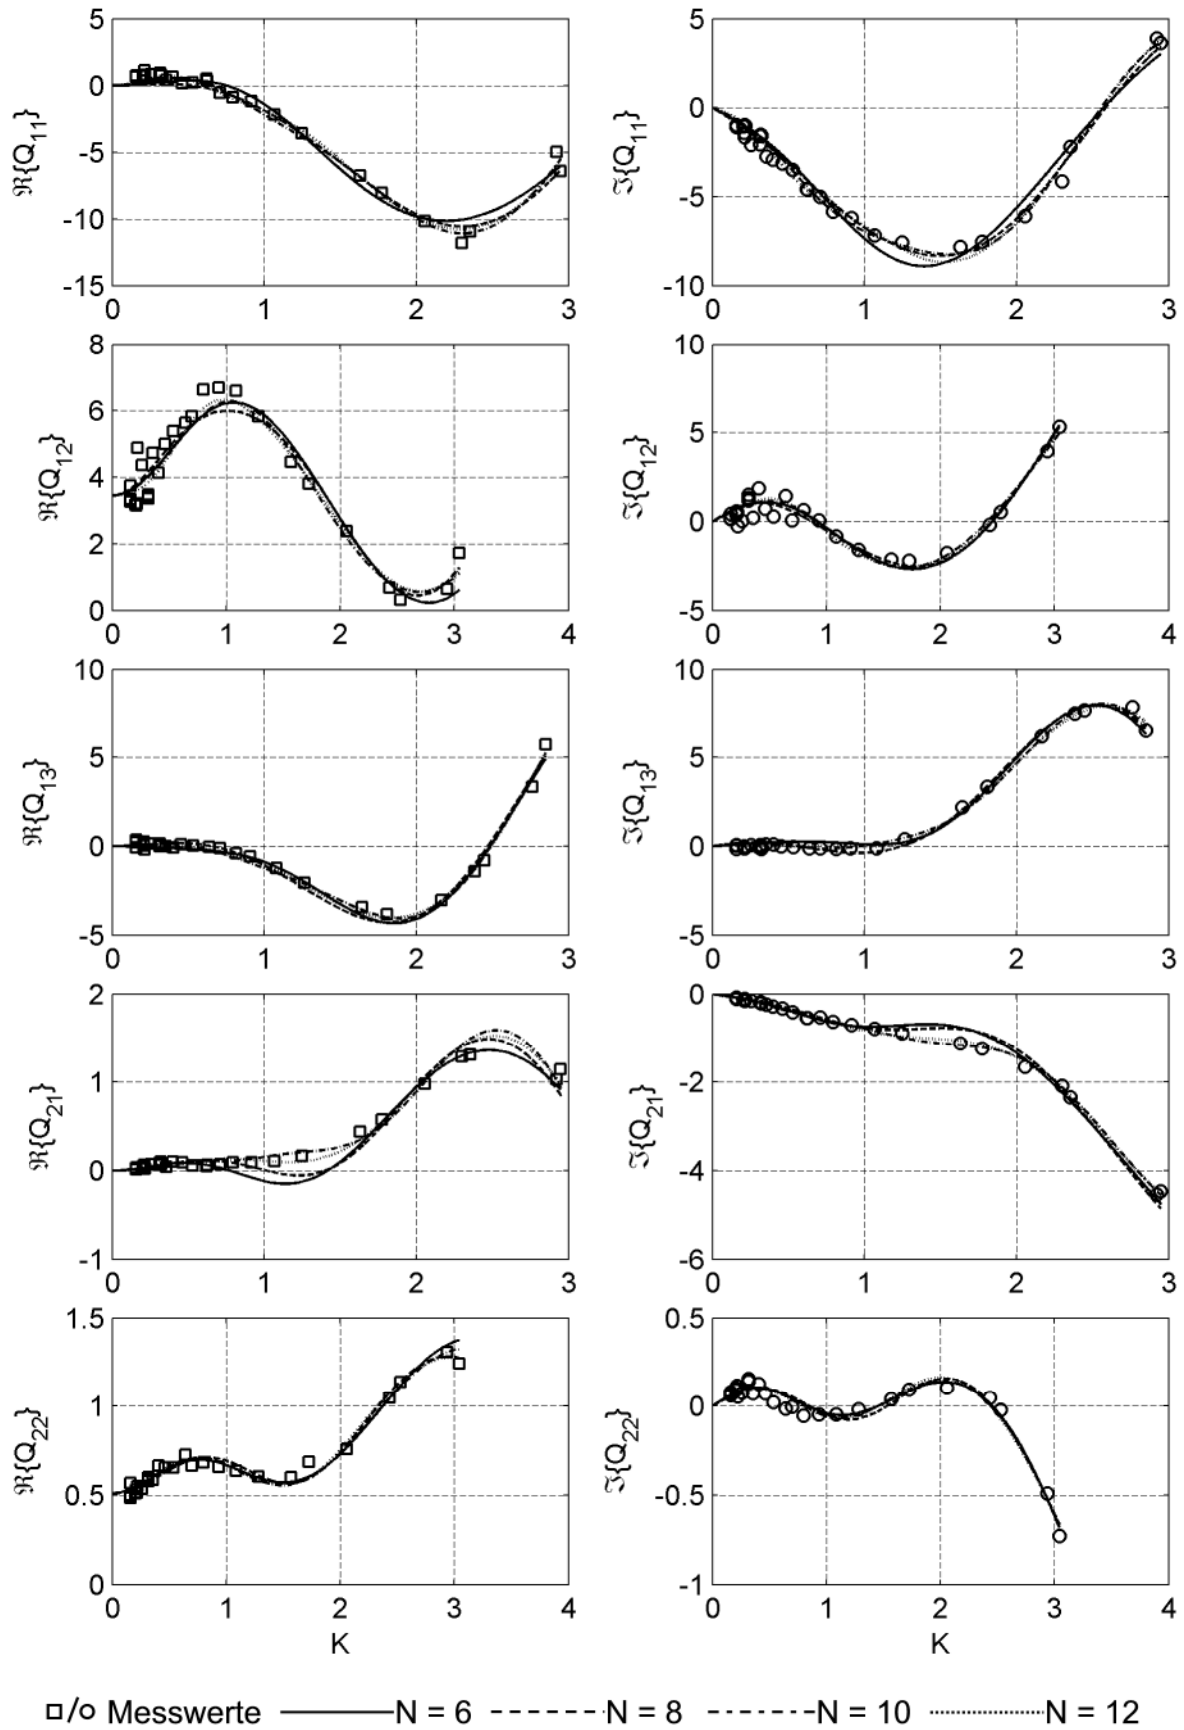 5
0
-5
-10
-15
0 1 2 3
ℜ{Q11}
5
0
-5
-10
0 1 2 3
ℑ{Q11}
8
6
4
2
0
0 1 2 3 4
ℜ{Q12}
10
5
0
-5
0 1 2 3 4
ℑ{Q12}
10
5
0
-5
0 1 2 3
ℜ{Q13}
10
5
0
-5
0 1 2 3
ℑ{Q13}
2
1
0
-1
0 1 2 3
ℜ{Q21}
0
-2
-4
-6
0 1 2 3
ℑ{Q21}
1.5
1
0.5
0
0 1 2 3 4
ℜ{Q22}
K
0.5
0
-0.5
-1
0 1 2 3 4
ℑ{Q22}
K
□/○ Messwerte N = 6 N = 8 N = 10 N = 12